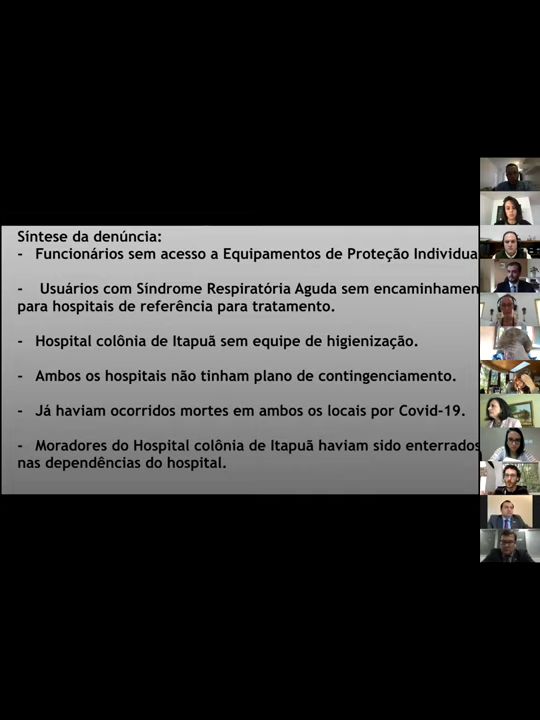 Síntese da denúncia:
- Funcionários sem acesso a Equipamentos de Proteção Individua
- Usuários com Síndrome Respiratória Aguda sem encaminhamen
para hospitais de referência para tratamento.
- Hospital colônia de Itapuã sem equipe de higienização.
- Ambos os hospitais não tinham plano de contingenciamento.
- Já haviam ocorridos mortes em ambos os locais por Covid-19.
- Moradores do Hospital colônia de Itapuã haviam sido enterrados
nas dependências do hospital.